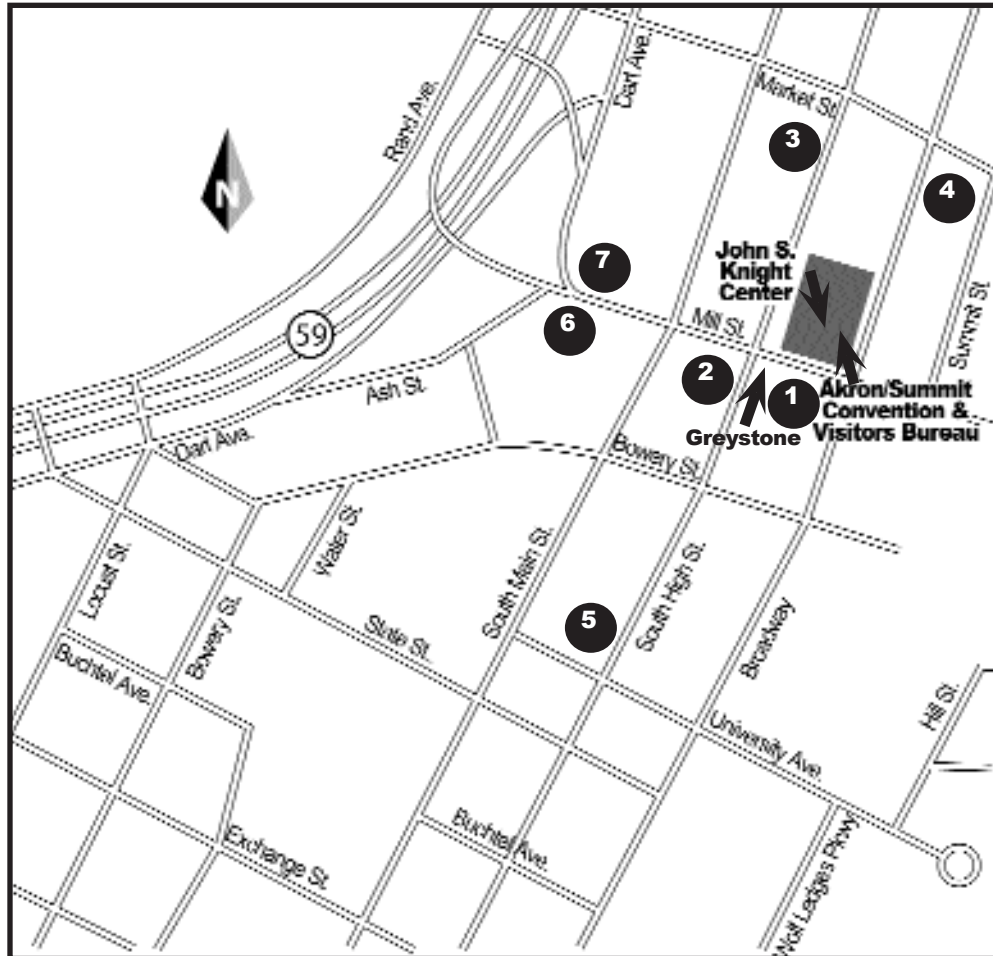 Rand Ave.
Dart Ave.
Market St.
3
4
N
John S.
Knight
Center
7
Summit St
Mill St.
6
59
2
1
Akron/Summit
Convention &
Visitors Bureau
Ash St.
Greystone
Dart Ave.
Bowery St.
Water St.
Locust St.
South Main St.
South High St.
5
Bowery St.
State St.
Broadway
Buchtel Ave.
Hill St.
University Ave.
Exchange St.
Buchtel Ave.
Wolf Ledges Pkwy